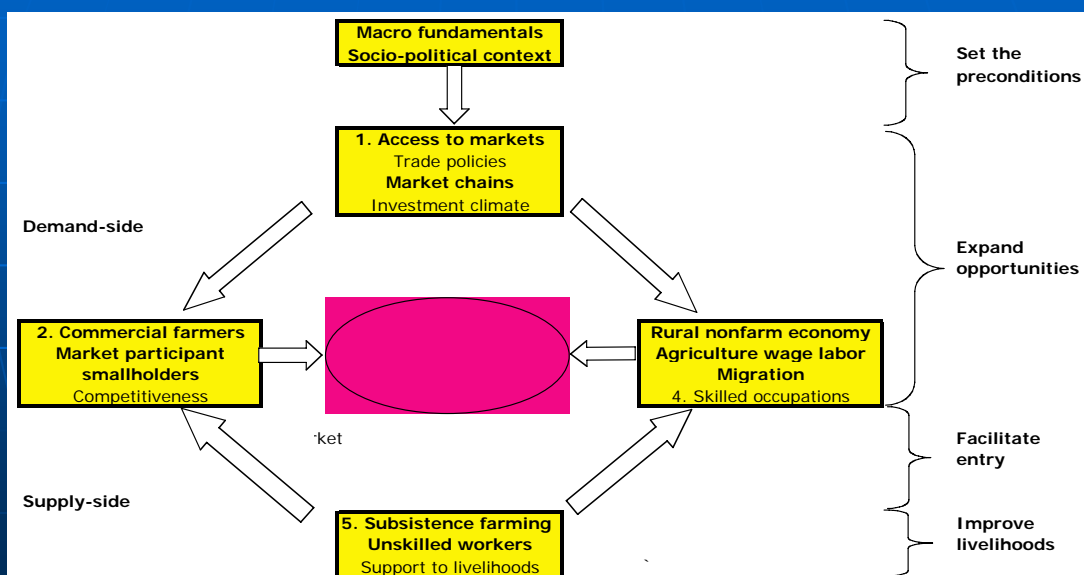 Macro fundamentals
Socio-political context
Set the
preconditions
1. Access to markets
Trade policies
Market chains
Investment climate
Demand-side
Expand
opportunities
2. Commercial farmers
Market participant
smallholders
Competitiveness
Rural nonfarm economy
Agriculture wage labor
Migration
4. Skilled occupations
ket
Facilitate
entry
Supply-side
5. Subsistence farming
Unskilled workers
Support to livelihoods
Improve
livelihoods